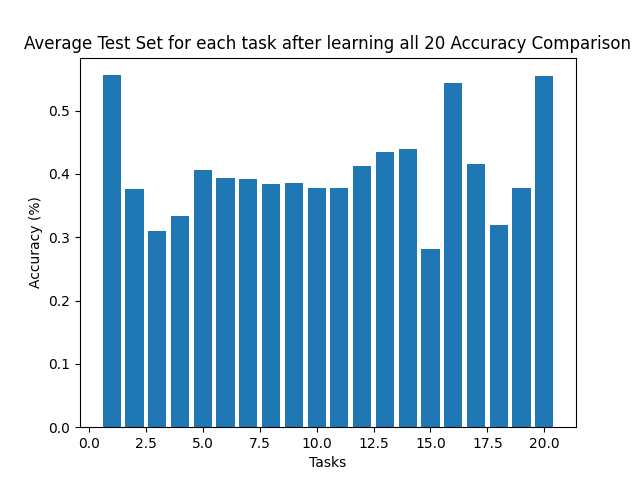 Average Test Set for each task after learning all 20 Accuracy Comparison
0.5
0.4
0.3
0.2
0.1
0.0
Accuracy (%)
0.0 2.5 5.0 7.5 10.0 12.5 15.0 17.5 20.0
Tasks